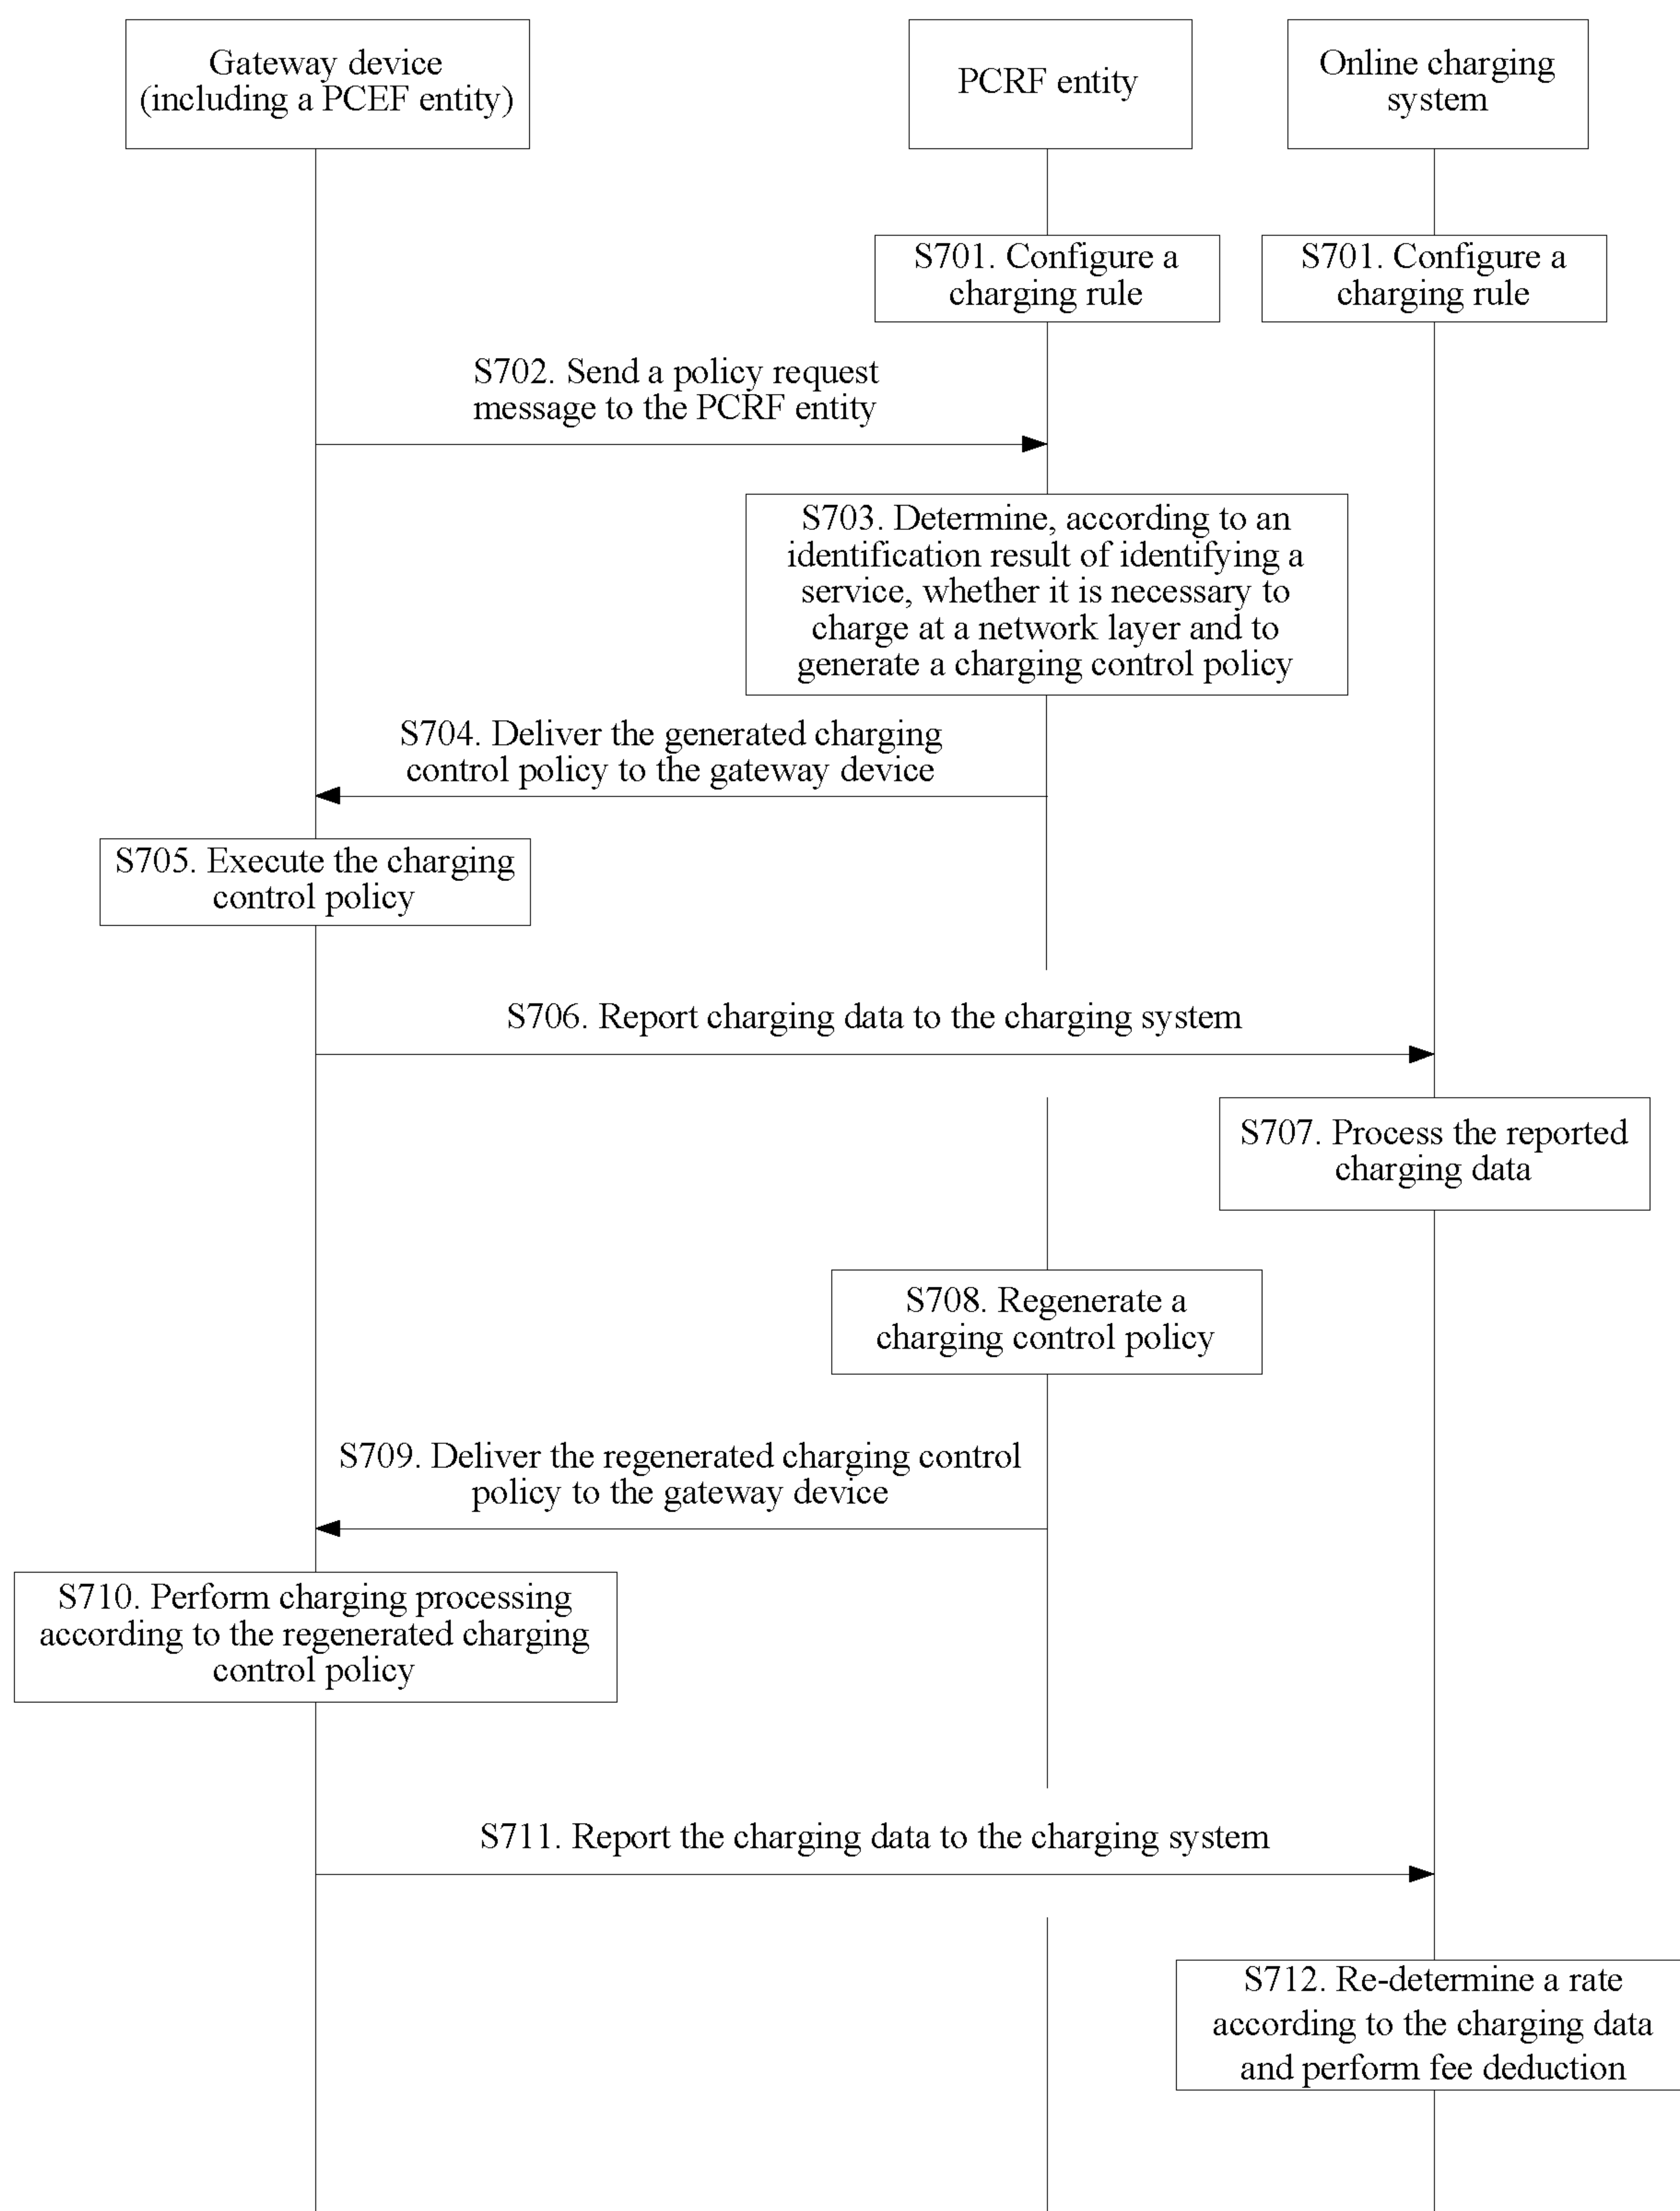 Gateway device
(including a PCEF entity)
PCRF entity
Online charging
system
S701. Configure a
charging rule
S701. Configure a
charging rule
S702. Send a policy request
message to the PCRF entity
S703. Determine, according to an
identification result of identifying a
service, whether it is necessary to
charge at a network layer and to
generate a charging control policy
S704. Deliver the generated charging
control policy to the gateway device
S705. Execute the charging
control policy
S706. Report charging data to the charging system
S707. Process the reported
charging data
S708. Regenerate a
charging control policy
S709. Deliver the regenerated charging control
policy to the gateway device
S710. Perform charging processing
according to the regenerated charging
control policy
S711. Report the charging data to the charging system
S712. Re-determine a rate
according to the charging data
and perform fee deduction